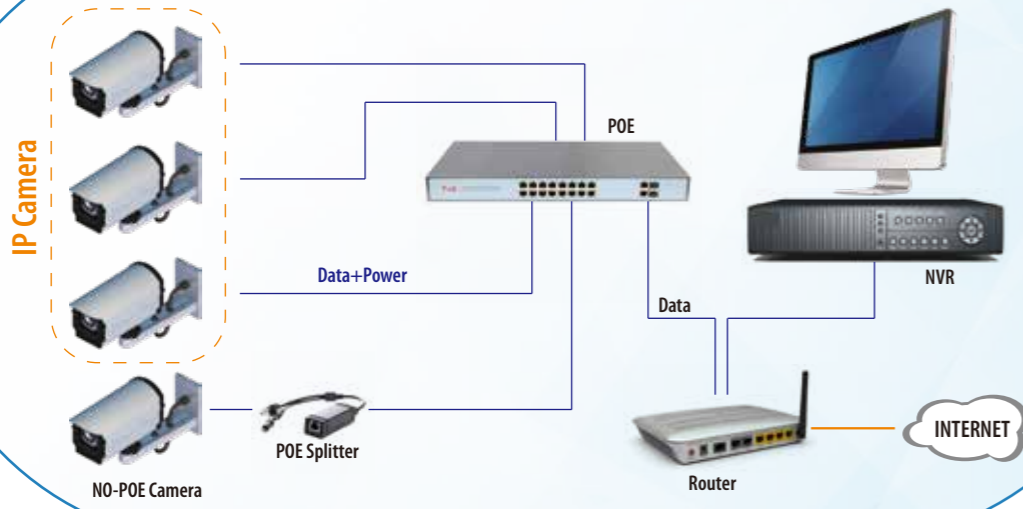 IP Camera
POE
Data+Power
NVR
Data
POE Splitter
INTERNET
Router
NO-POE Camera